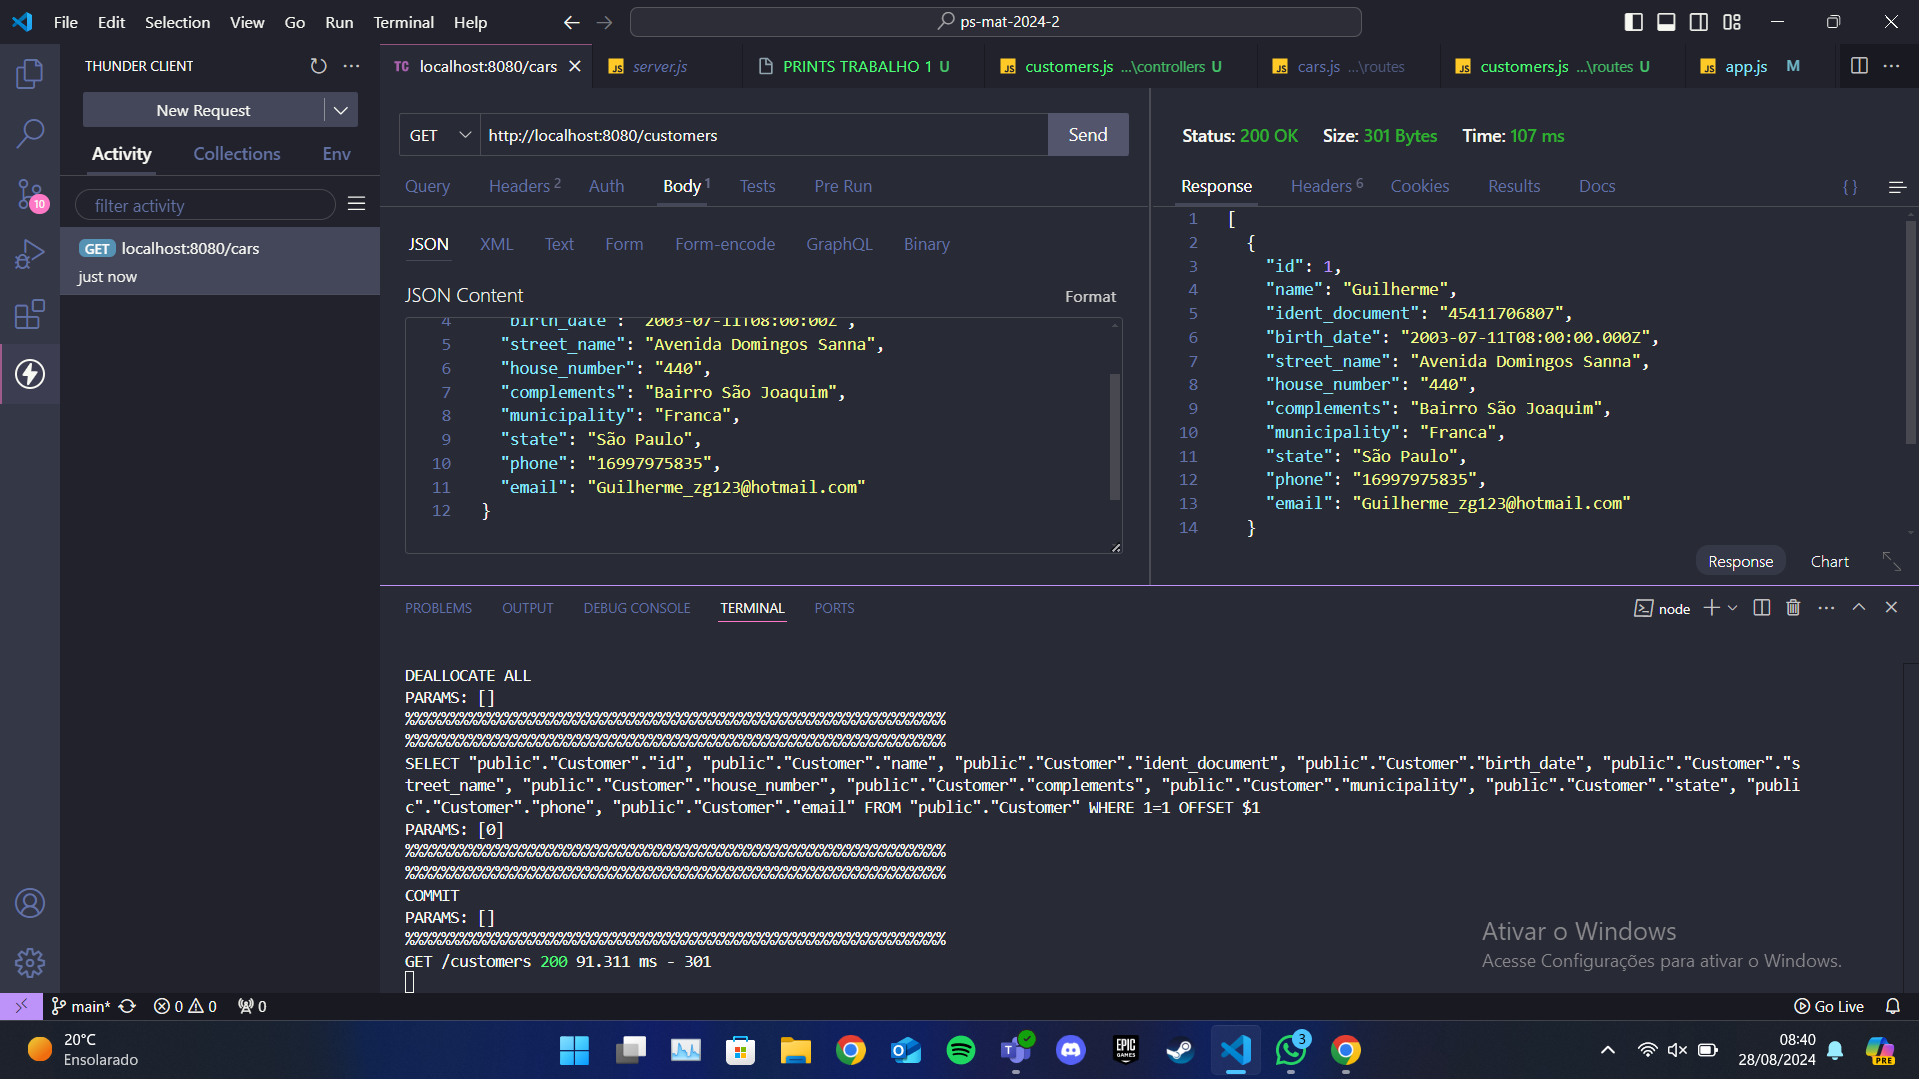 File Edit Selection View Go Run Terminal Help
ps-mat-2024-2
THUNDER CLIENT
New Request
Activity Collections Env
filter activity
GET localhost:8080/cars
just now
10
TC localhost:8080/cars
JS server.js
PRINTS TRABALHO 1 U
JS customers.js ...\controllers U
JS cars.js ...\routes
JS customers.js ...\routes U
JS app.js M
GET http://localhost:8080/customers Send
Query Headers 2 Auth Body 1 Tests Pre Run
JSON XML Text Form Form-encode GraphQL Binary
JSON Content Format
4 "birth_date": "2003-07-11T08:00:00Z",
5 "street_name": "Avenida Domingos Sanna",
6 "house_number": "440",
7 "complements": "Bairro São Joaquim",
8 "municipality": "Franca",
9 "state": "São Paulo",
10 "phone": "16997975835",
11 "email": "Guilherme_zg123@hotmail.com"
12 }
Status: 200 OK Size: 301 Bytes Time: 107 ms
Response Headers 6 Cookies Results Docs { }
1 [
2 {
3 "id": 1,
4 "name": "Guilherme",
5 "ident_document": "45411706807",
6 "birth_date": "2003-07-11T08:00:00.000Z",
7 "street_name": "Avenida Domingos Sanna",
8 "house_number": "440",
9 "complements": "Bairro São Joaquim",
10 "municipality": "Franca",
11 "state": "São Paulo",
12 "phone": "16997975835",
13 "email": "Guilherme_zg123@hotmail.com"
14 }
Response Chart
PROBLEMS OUTPUT DEBUG CONSOLE TERMINAL PORTS
node
DEALLOCATE ALL
PARAMS: []
%%%%%%%%%%%%%%%%%%%%%%%%%%%%%%%%%%%%%%%%%%%%%%%%%%%%%%%%%%%%
%%%%%%%%%%%%%%%%%%%%%%%%%%%%%%%%%%%%%%%%%%%%%%%%%%%%%%%%%%%%
SELECT "public"."Customer"."id", "public"."Customer"."name", "public"."Customer"."ident_document", "public"."Customer"."birth_date", "public"."Customer"."s
treet_name", "public"."Customer"."house_number", "public"."Customer"."complements", "public"."Customer"."municipality", "public"."Customer"."state", "publi
c"."Customer"."phone", "public"."Customer"."email" FROM "public"."Customer" WHERE 1=1 OFFSET $1
PARAMS: [0]
%%%%%%%%%%%%%%%%%%%%%%%%%%%%%%%%%%%%%%%%%%%%%%%%%%%%%%%%%%%%
%%%%%%%%%%%%%%%%%%%%%%%%%%%%%%%%%%%%%%%%%%%%%%%%%%%%%%%%%%%%
COMMIT
PARAMS: []
%%%%%%%%%%%%%%%%%%%%%%%%%%%%%%%%%%%%%%%%%%%%%%%%%%%%%%%%%%%%
GET /customers 200 91.311 ms - 301
Ativar o Windows
Acesse Configurações para ativar o Windows.
main* 0 0 0
Go Live
20°C
Ensolarado
EPIC GAMES
3
08:40
28/08/2024
PRE